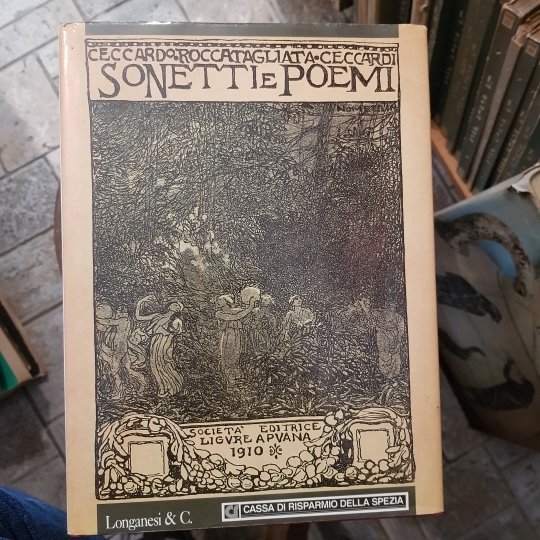 CECCARDO·ROCCATAGLIATA·CECCARDI
SONETTI E POEMI
SOCIETA' EDITRICE
LIGVRE APVANA
1910
Longanesi & C.
CASSA DI RISPARMIO DELLA SPEZIA